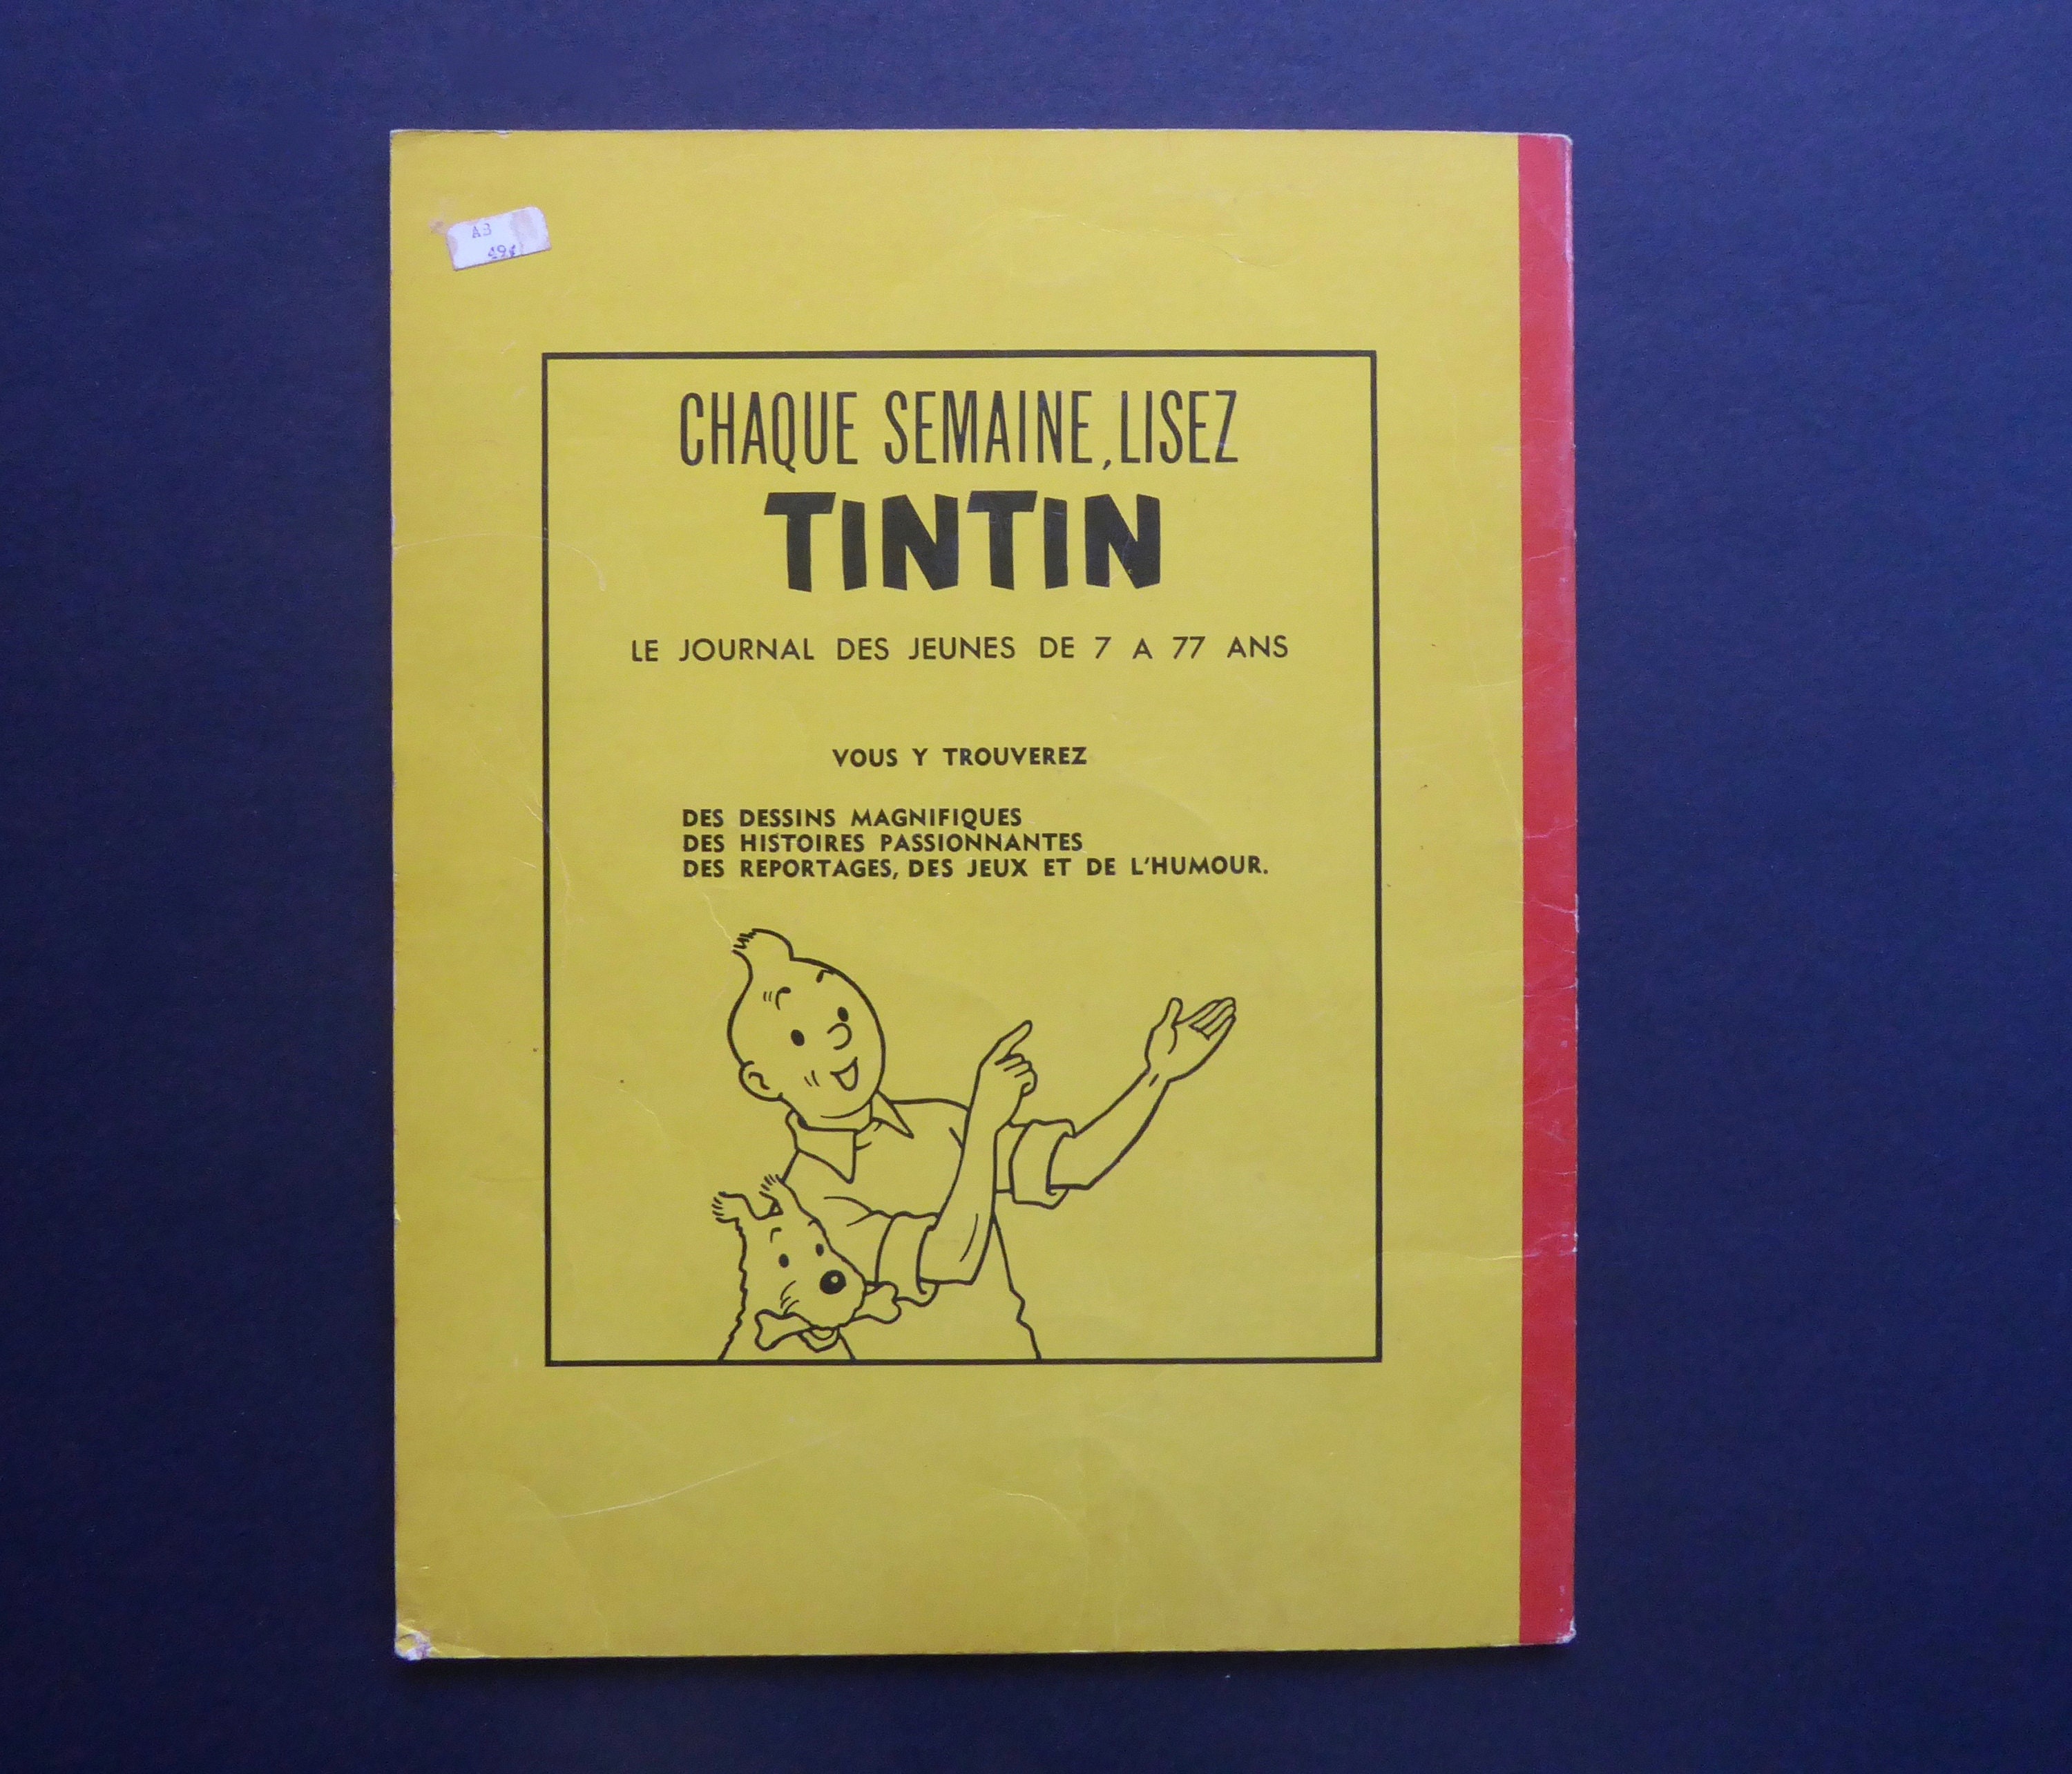 A3
CHAQUE SEMAINE, LISEZ
TINTIN
LE JOURNAL DES JEUNES DE 7 A 77 ANS
VOUS Y TROUVEREZ
DES DESSINS MAGNIFIQUES
DES HISTOIRES PASSIONNANTES
DES REPORTAGES, DES JEUX ET DE L'HUMOUR.